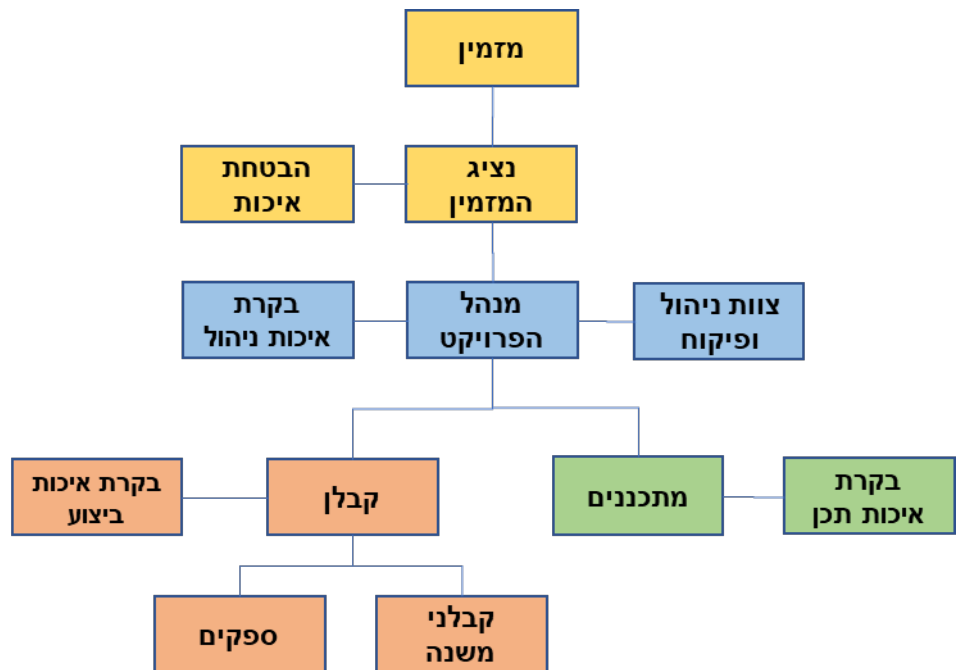 מזמין
נציג
המזמין
הבטחת
איכות
צוות ניהול
ופיקוח
מנהל
הפרויקט
בקרת
איכות ניהול
בקרת
איכות תכן
מתכננים
קבלן
בקרת איכות
ביצוע
קבלני
משנה
ספקים